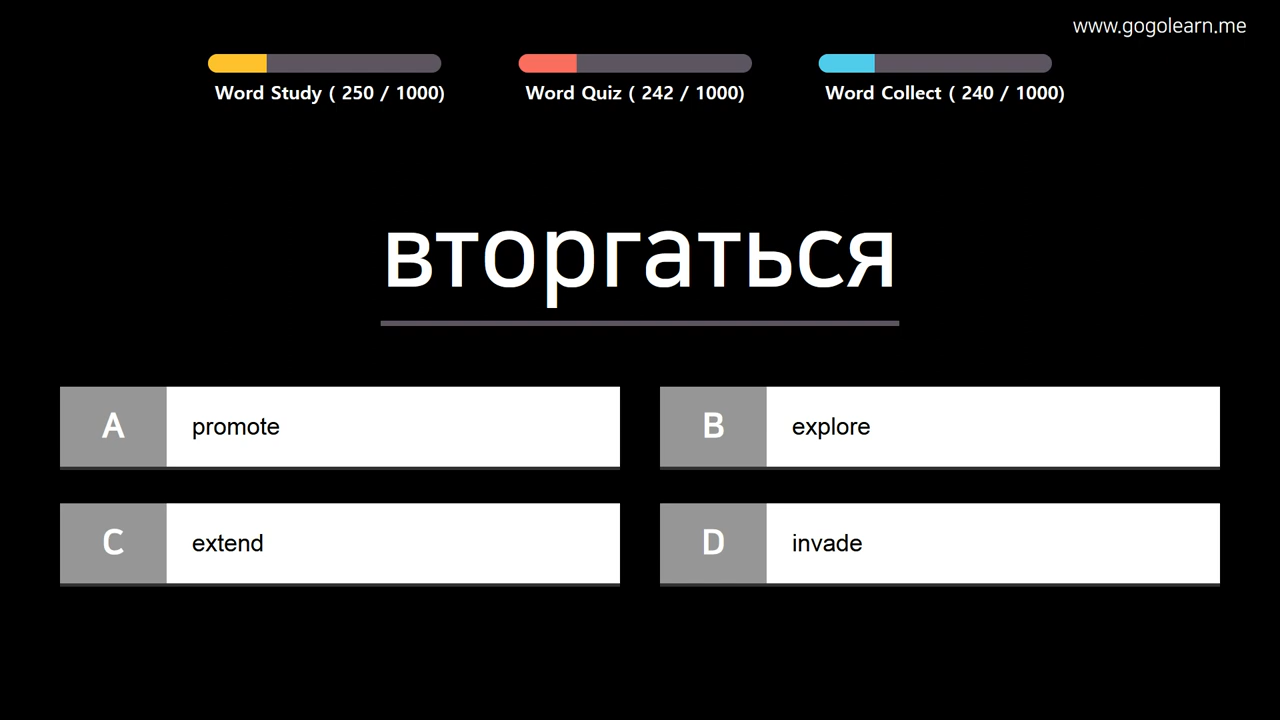 www.gogolearn.me
Word Study ( 250 / 1000)
Word Quiz ( 242 / 1000)
Word Collect ( 240 / 1000)
вторгаться
A promote
B explore
C extend
D invade